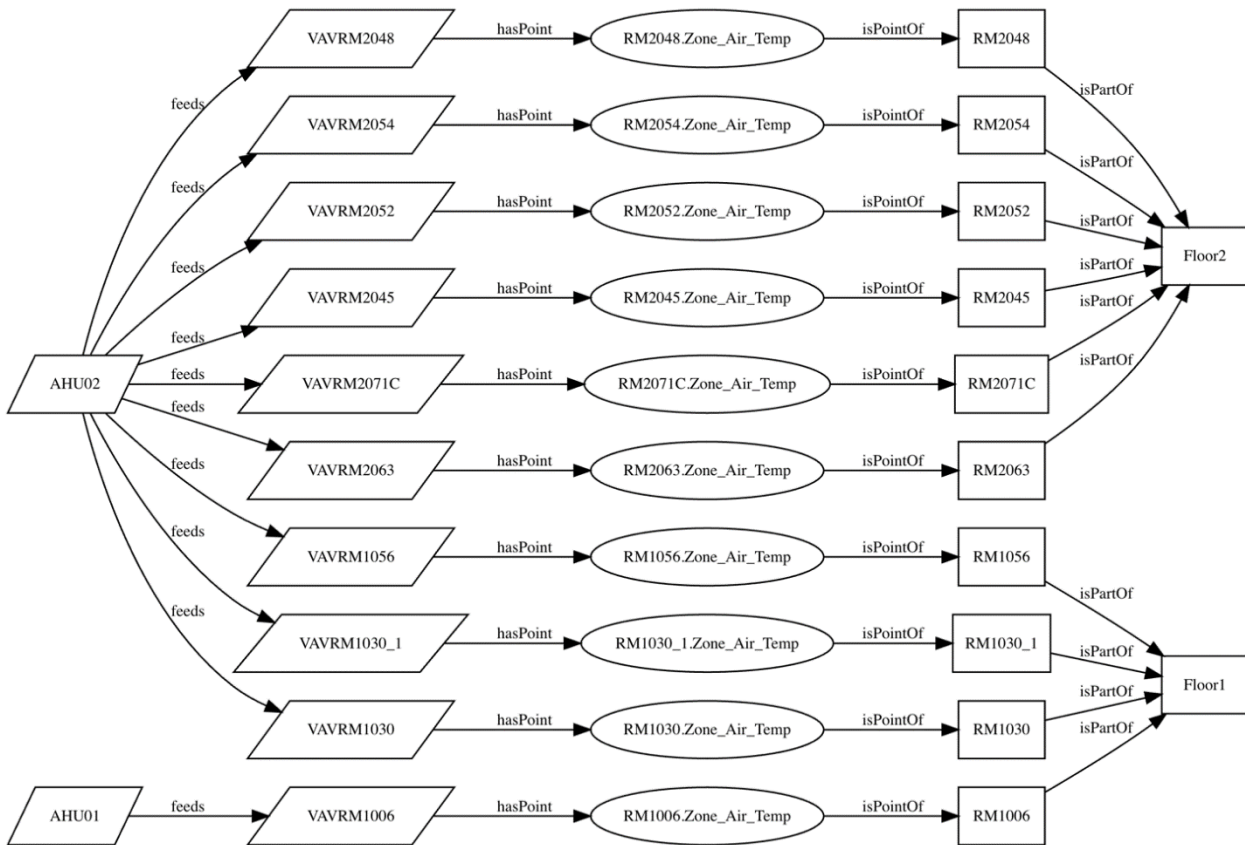 VAVRM2048 hasPoint RM2048.Zone_Air_Temp isPointOf RM2048
feeds isPartOf
VAVRM2054 hasPoint RM2054.Zone_Air_Temp isPointOf RM2054
feeds isPartOf
VAVRM2052 hasPoint RM2052.Zone_Air_Temp isPointOf RM2052
feeds isPartOf
Floor2
isPartOf
VAVRM2045 hasPoint RM2045.Zone_Air_Temp isPointOf RM2045
isPartOf
feeds
isPartOf
AHU02 feeds VAVRM2071C hasPoint RM2071C.Zone_Air_Temp isPointOf RM2071C
feeds
VAVRM2063 hasPoint RM2063.Zone_Air_Temp isPointOf RM2063
feeds
feeds
VAVRM1056 hasPoint RM1056.Zone_Air_Temp isPointOf RM1056
isPartOf
feeds
VAVRM1030_1 hasPoint RM1030_1.Zone_Air_Temp isPointOf RM1030_1
isPartOf
Floor1
isPartOf
VAVRM1030 hasPoint RM1030.Zone_Air_Temp isPointOf RM1030
isPartOf
AHU01 feeds VAVRM1006 hasPoint RM1006.Zone_Air_Temp isPointOf RM1006